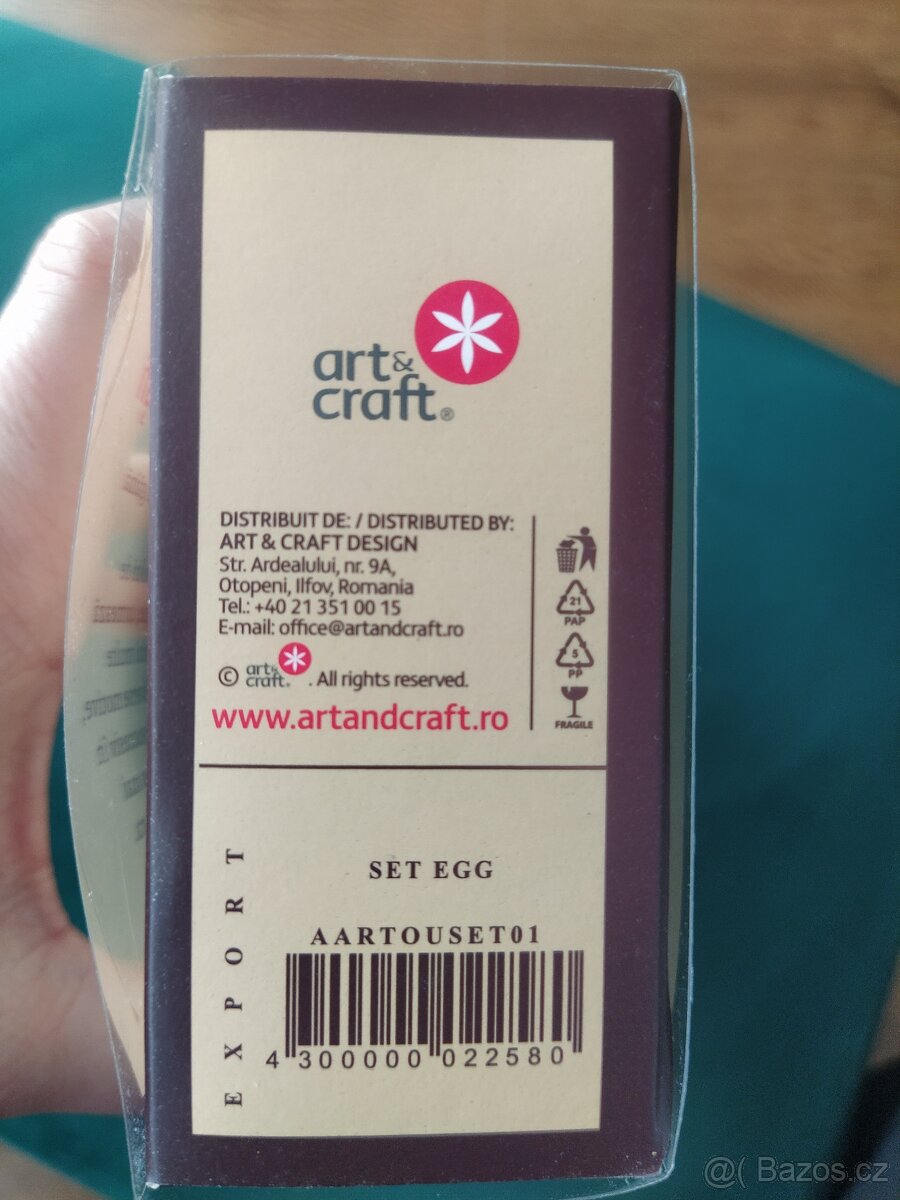 art&
craft®
DISTRIBUIT DE: / DISTRIBUTED BY:
ART & CRAFT DESIGN
Str. Ardealului, nr. 9A,
Otopeni, Ilfov, Romania
Tel.: +40 21 351 00 15
E-mail: office@artandcraft.ro
© art& craft. . All rights reserved.
www.artandcraft.ro
21
PAP
5
PP
FRAGILE
EXPORT
SET EGG
AARTOUSET01
4 300000 022580
@( Bazos.cz